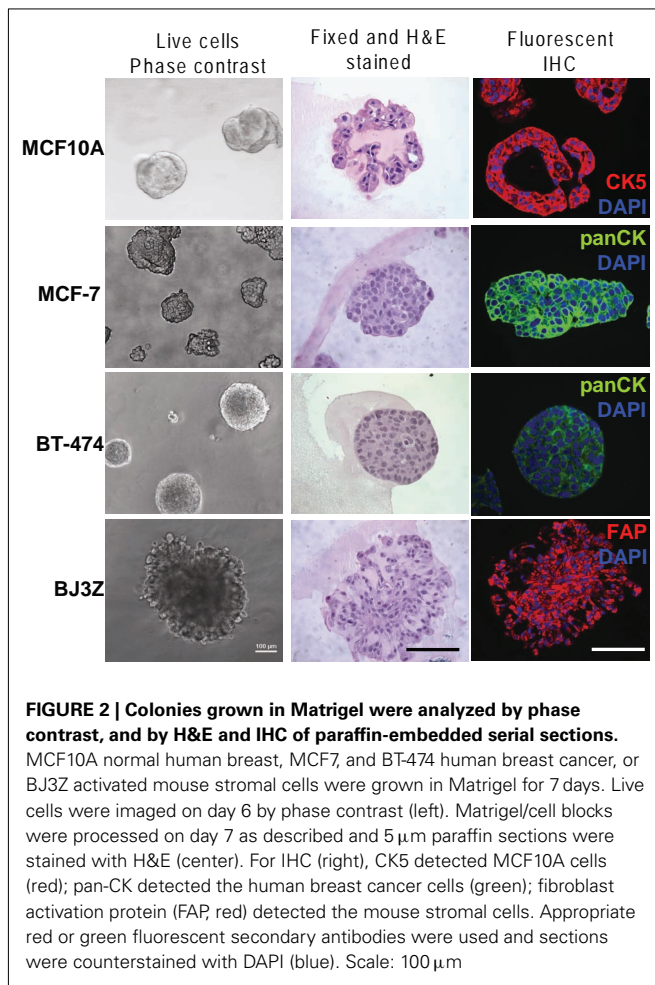 Live cells
Phase contrast
Fixed and H&E
stained
Fluorescent
IHC
MCF10A
CK5
DAPI
MCF-7
panCK
DAPI
BT-474
panCK
DAPI
BJ3Z
100 µm
FAP
DAPI
FIGURE 2 | Colonies grown in Matrigel were analyzed by phase
contrast, and by H&E and IHC of paraffin-embedded serial sections.
MCF10A normal human breast, MCF7, and BT-474 human breast cancer, or
BJ3Z activated mouse stromal cells were grown in Matrigel for 7 days. Live
cells were imaged on day 6 by phase contrast (left). Matrigel/cell blocks
were processed on day 7 as described and 5 µm paraffin sections were
stained with H&E (center). For IHC (right), CK5 detected MCF10A cells
(red); pan-CK detected the human breast cancer cells (green); fibroblast
activation protein (FAP, red) detected the mouse stromal cells. Appropriate
red or green fluorescent secondary antibodies were used and sections
were counterstained with DAPI (blue). Scale: 100 µm